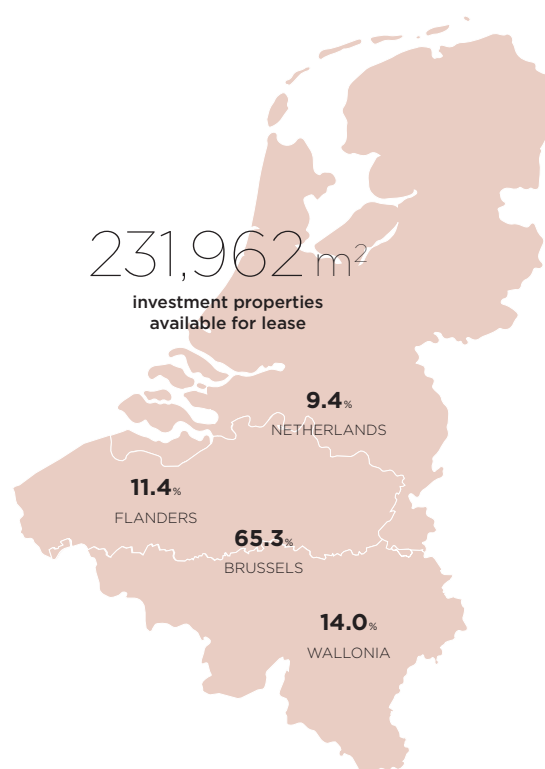 231,962 m²
investment properties
available for lease
9.4%
NETHERLANDS
11.4%
FLANDERS
65.3%
BRUSSELS
14.0%
WALLONIA